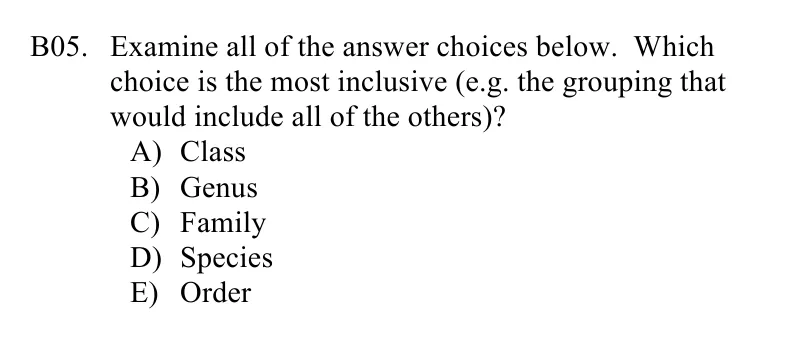 B05. Examine all of the answer choices below. Which
choice is the most inclusive (e.g. the grouping that
would include all of the others)?
A) Class
B) Genus
C) Family
D) Species
E) Order